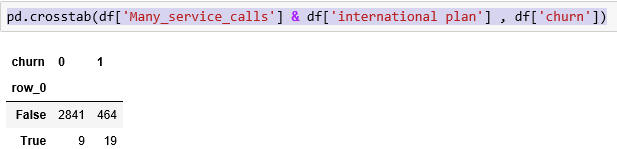 pd.crosstab(df['Many_service_calls'] & df['international plan'] , df['churn'])
churn 0 1
row_0
False 2841 464
True 9 19